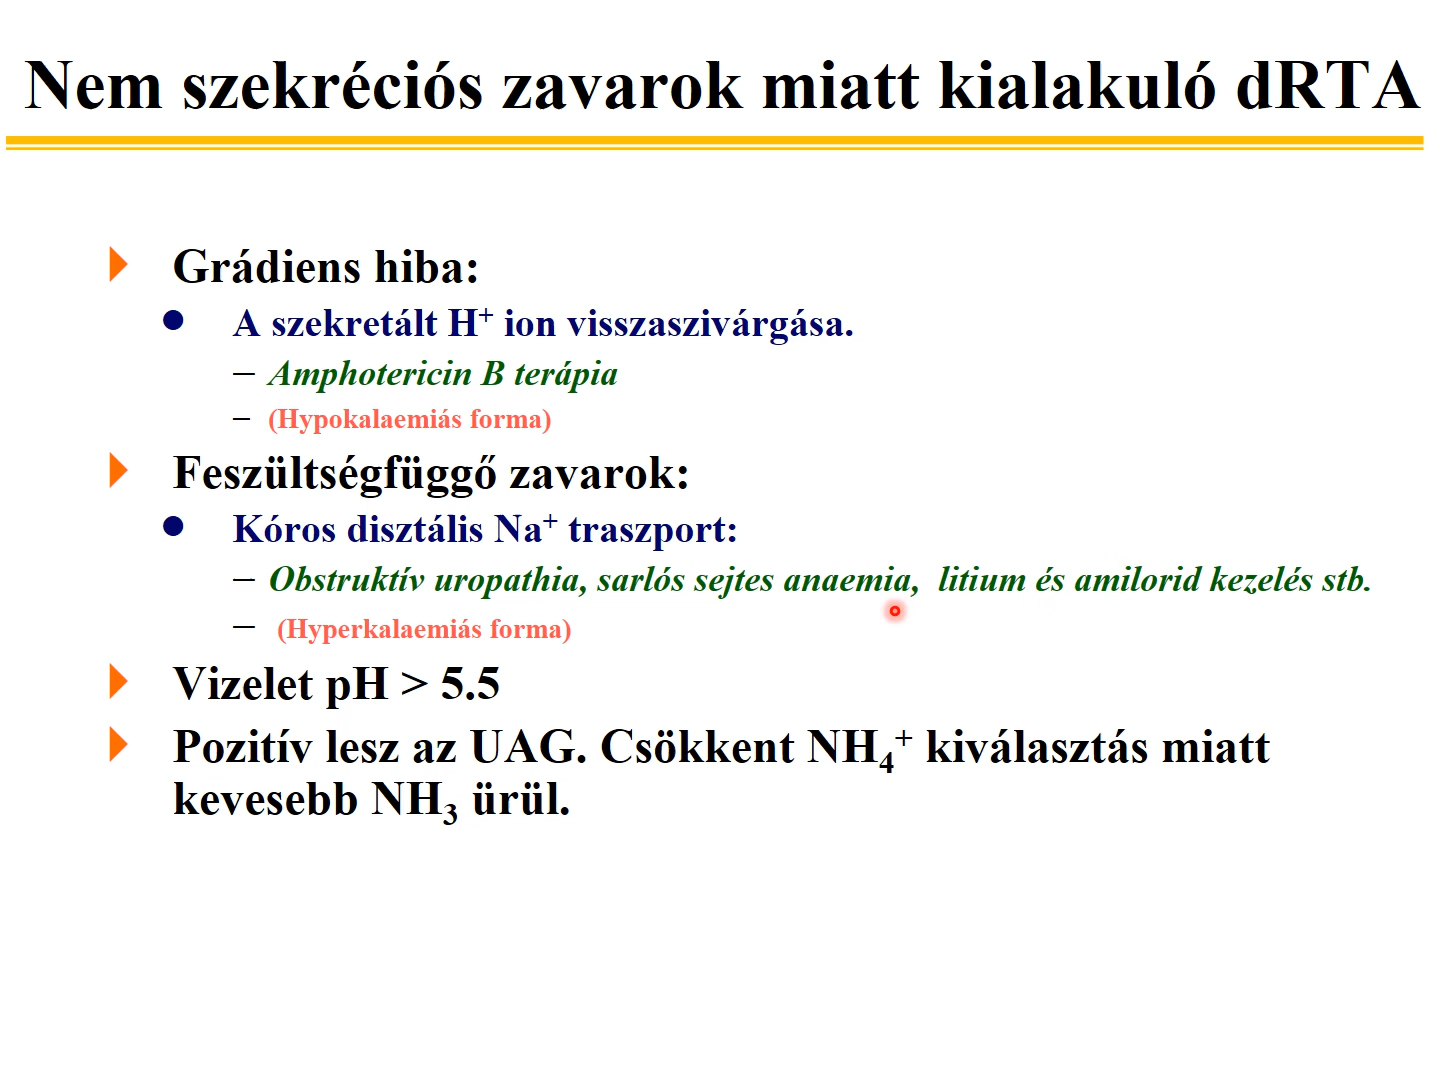 Nem szekréciós zavarok miatt kialakuló dRTA
Grádiens hiba:
A szekretált H⁺ ion visszaszivárgása.
– Amphotericin B terápia
– (Hypokalaemiás forma)
Feszültségfüggő zavarok:
Kóros disztális Na⁺ traszport:
– Obstruktív uropathia, sarlós sejtes anaemia, litium és amilorid kezelés stb.
– (Hyperkalaemiás forma)
Vizelet pH > 5.5
Pozitív lesz az UAG. Csökkent NH₄⁺ kiválasztás miatt
kevesebb NH₃ ürül.